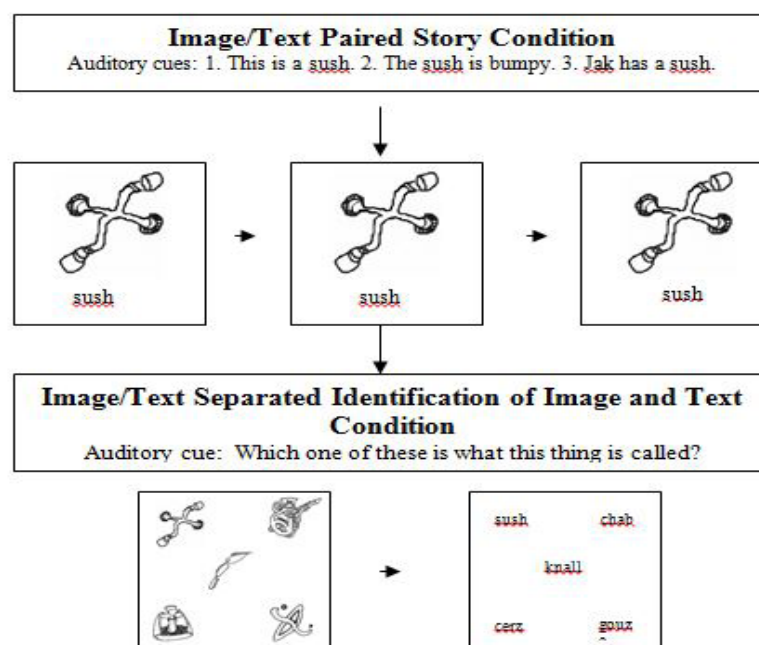 Image/Text Paired Story Condition
Auditory cues: 1. This is a sush. 2. The sush is bumpy. 3. Jak has a sush.
sush
sush
sush
Image/Text Separated Identification of Image and Text
Condition
Auditory cue: Which one of these is what this thing is called?
sush chab
knall
cerz gouz